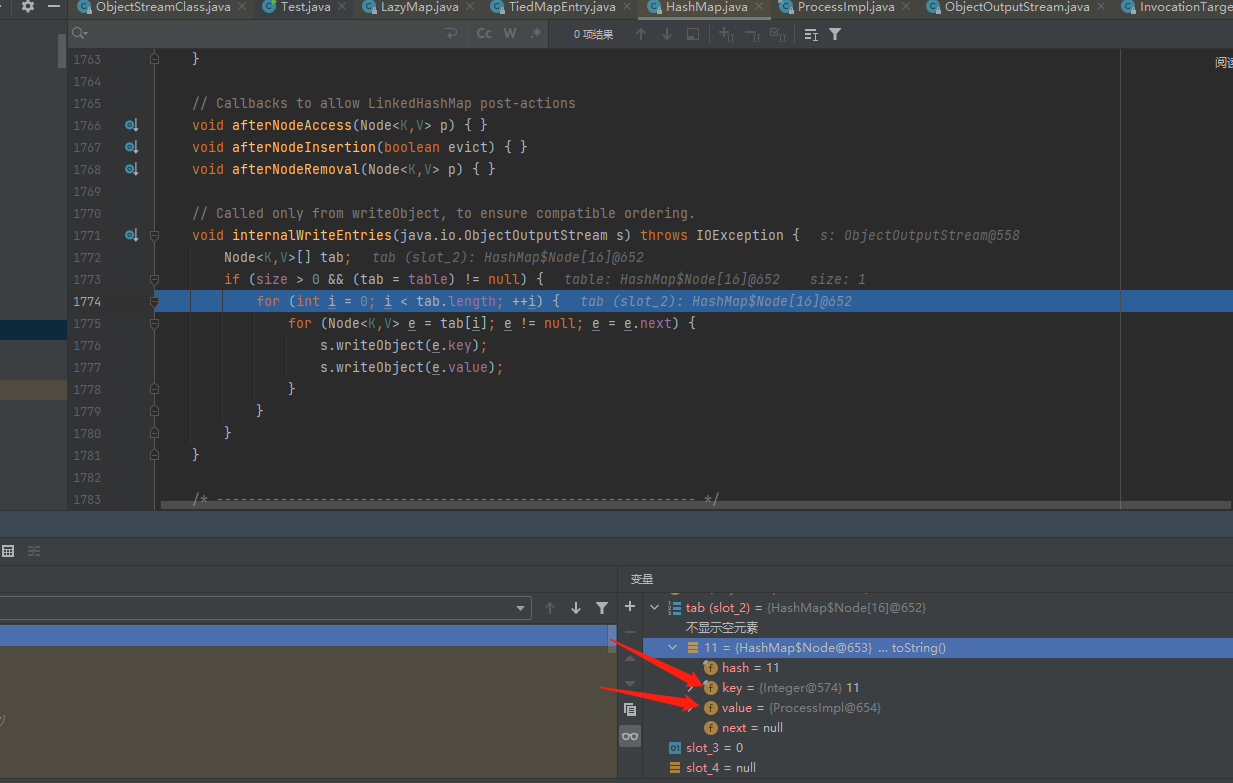 ObjectStreamClass.java Test.java LazyMap.java TiedMapEntry.java HashMap.java ProcessImpl.java ObjectOutputStream.java InvocationTarge
Cc W .* 0 项结果
1763 }
1764
1765 // Callbacks to allow LinkedHashMap post-actions
1766 void afterNodeAccess(Node<K,V> p) { }
1767 void afterNodeInsertion(boolean evict) { }
1768 void afterNodeRemoval(Node<K,V> p) { }
1769
1770 // Called only from writeObject, to ensure compatible ordering.
1771 void internalWriteEntries(java.io.ObjectOutputStream s) throws IOException { s: ObjectOutputStream@558
1772 Node<K,V>[] tab; tab (slot_2): HashMap$Node[16]@652
1773 if (size > 0 && (tab = table) != null) { table: HashMap$Node[16]@652 size: 1
1774 for (int i = 0; i < tab.length; ++i) { tab (slot_2): HashMap$Node[16]@652
1775 for (Node<K,V> e = tab[i]; e != null; e = e.next) {
1776 s.writeObject(e.key);
1777 s.writeObject(e.value);
1778 }
1779 }
1780 }
1781 }
1782
1783 /* ------------------------------------------------------------ */
变量
tab (slot_2) = {HashMap$Node[16]@652}
不显示空元素
11 = {HashMap$Node@653} ... toString()
hash = 11
key = {Integer@574} 11
value = {ProcessImpl@654}
next = null
slot_3 = 0
slot_4 = null